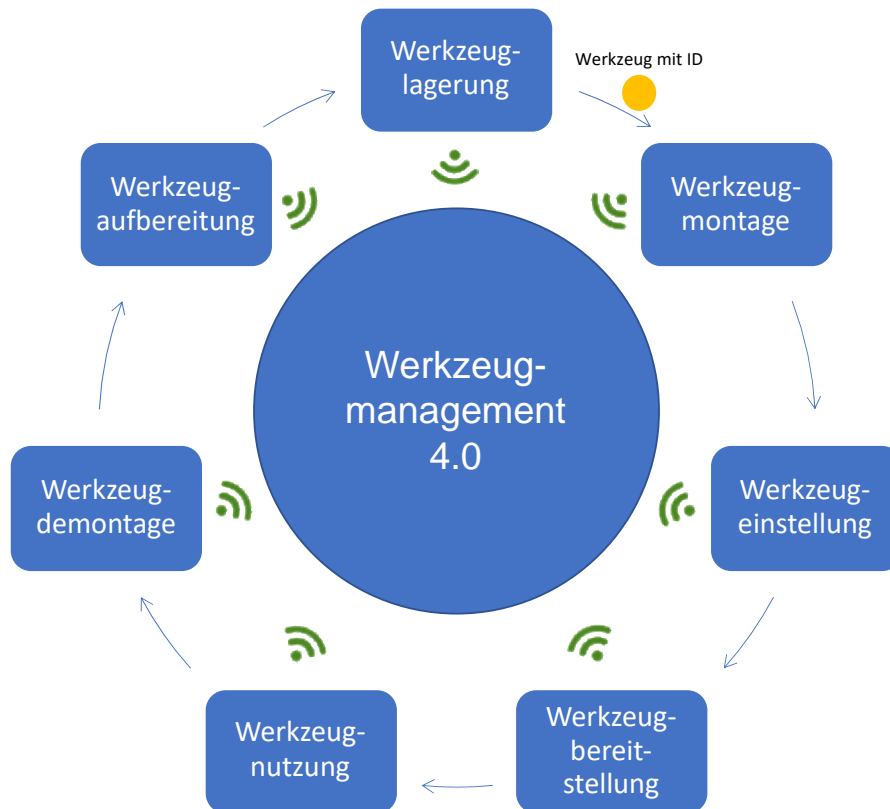 Werkzeug-
lagerung
Werkzeug mit ID
Werkzeug-
montage
Werkzeug-
einstellung
Werkzeug-
bereit-
stellung
Werkzeug-
nutzung
Werkzeug-
demontage
Werkzeug-
aufbereitung
Werkzeug-
management
4.0